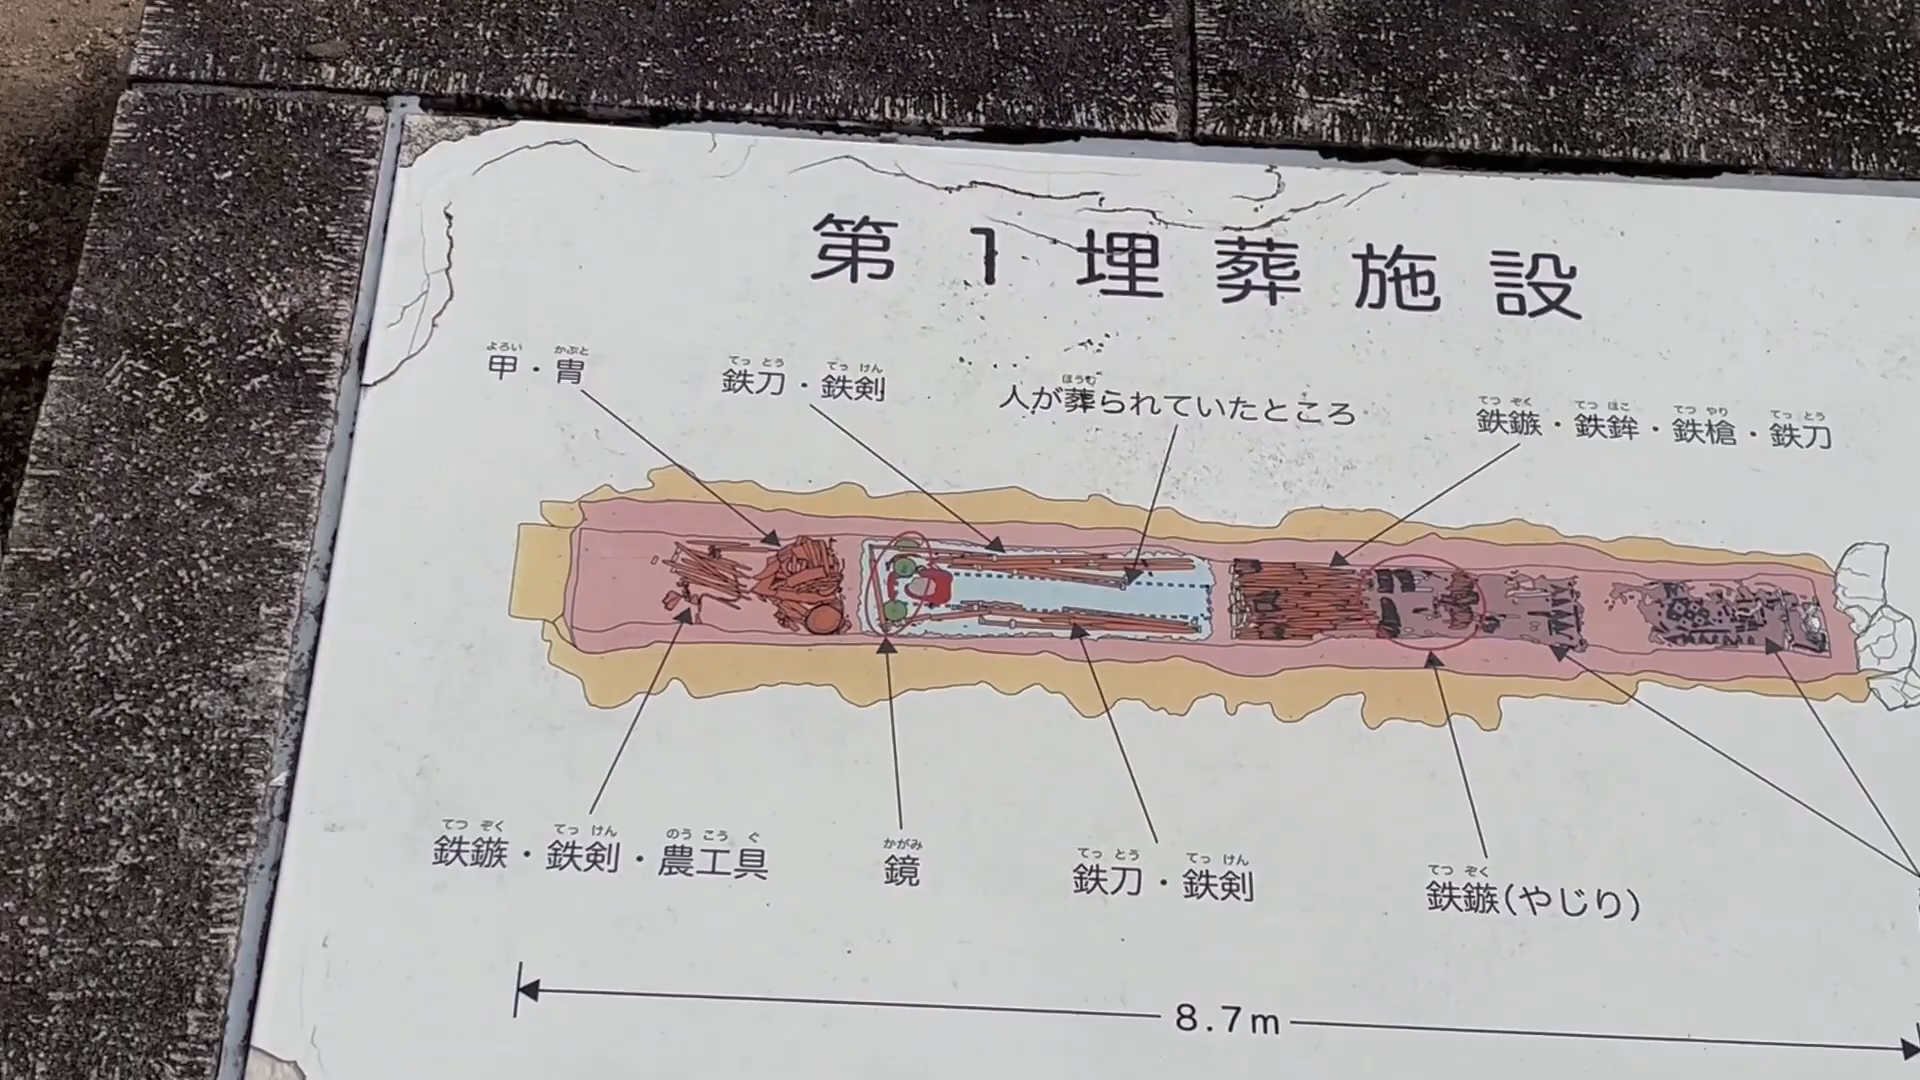 第1埋葬施設
よろい かぶと
甲・冑
てっ とう てっ けん
鉄刀・鉄剣
ほうむ
人が葬られていたところ
てつ ぞく てつ ほこ てつ やり てっ とう
鉄鏃・鉄鉾・鉄槍・鉄刀
てつ ぞく てっ けん のう こう ぐ
鉄鏃・鉄剣・農工具
かがみ
鏡
てっ とう てっ けん
鉄刀・鉄剣
てつ ぞく
鉄鏃(やじり)
8.7m